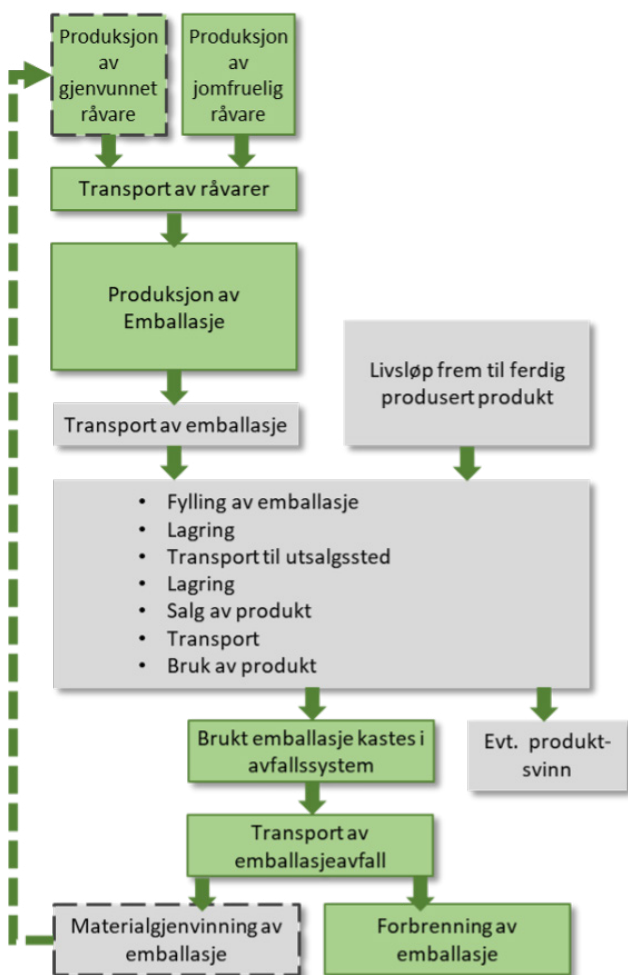 Produksjon
av
gjenvunnet
råvare
Produksjon
av
jomfruelig
råvare
Transport av råvarer
Produksjon av
Emballasje
Livsløp frem til ferdig
produsert produkt
Transport av emballasje
• Fylling av emballasje
• Lagring
• Transport til utsalgssted
• Lagring
• Salg av produkt
• Transport
• Bruk av produkt
Brukt emballasje kastes i
avfallssystem
Evt. produkt-
svinn
Transport av
emballasjeavfall
Materialgjenvinning av
emballasje
Forbrenning av
emballasje